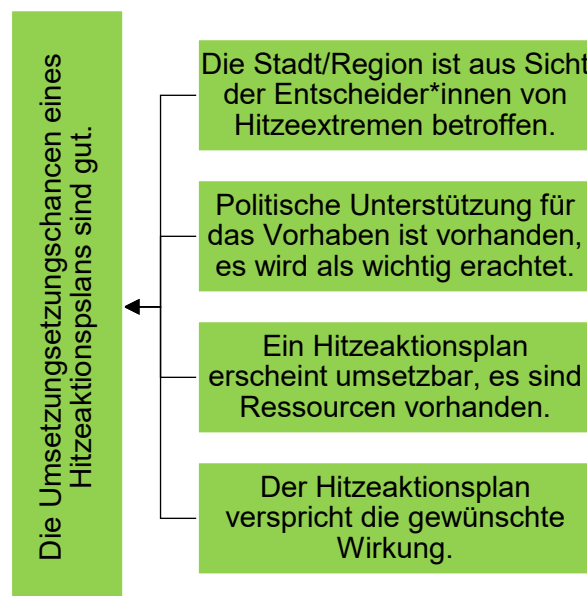 Die Umsetzungsetzungschancen eines
Hitzeaktionspslans sind gut.
Die Stadt/Region ist aus Sicht
der Entscheider*innen von
Hitzeextremen betroffen.
Politische Unterstützung für
das Vorhaben ist vorhanden,
es wird als wichtig erachtet.
Ein Hitzeaktionsplan
erscheint umsetzbar, es sind
Ressourcen vorhanden.
Der Hitzeaktionsplan
verspricht die gewünschte
Wirkung.